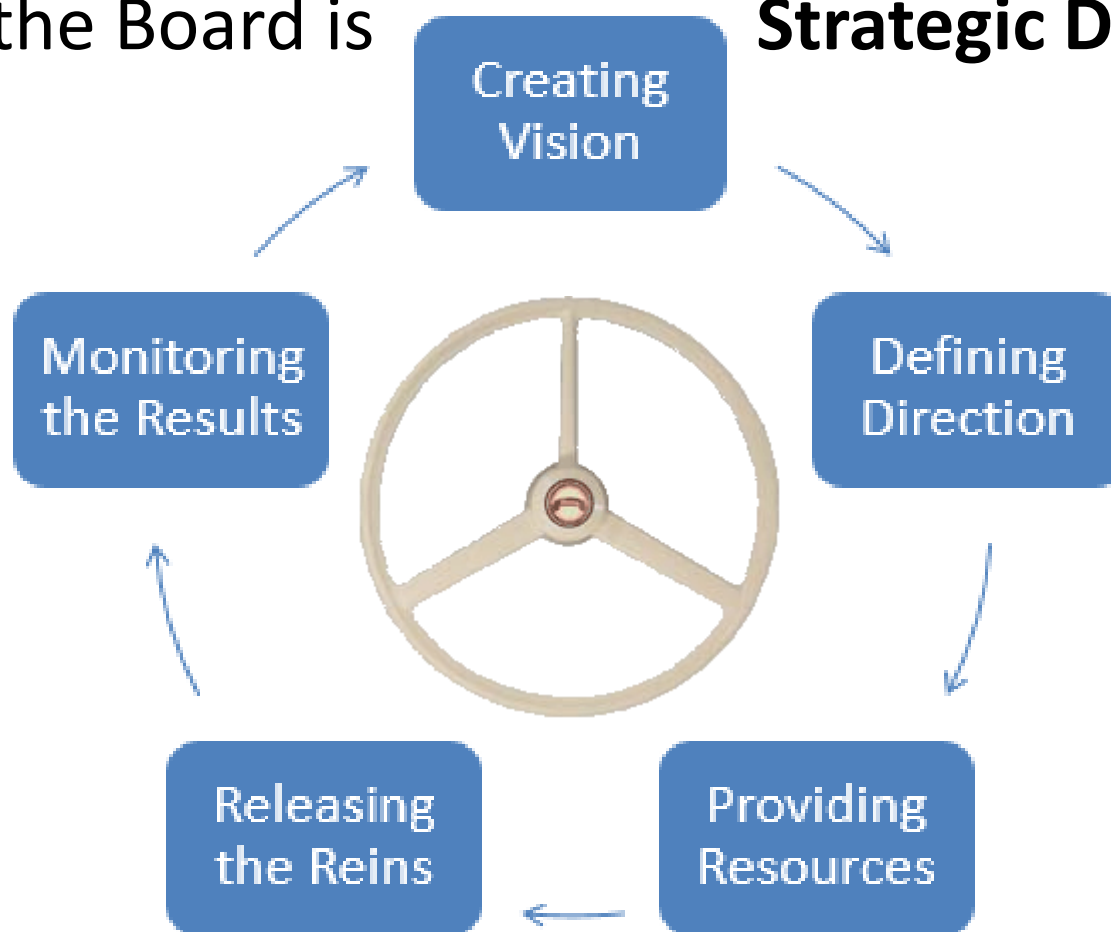 the Board is Strategic D
Creating
Vision
Defining
Direction
Providing
Resources
Releasing
the Reins
Monitoring
the Results